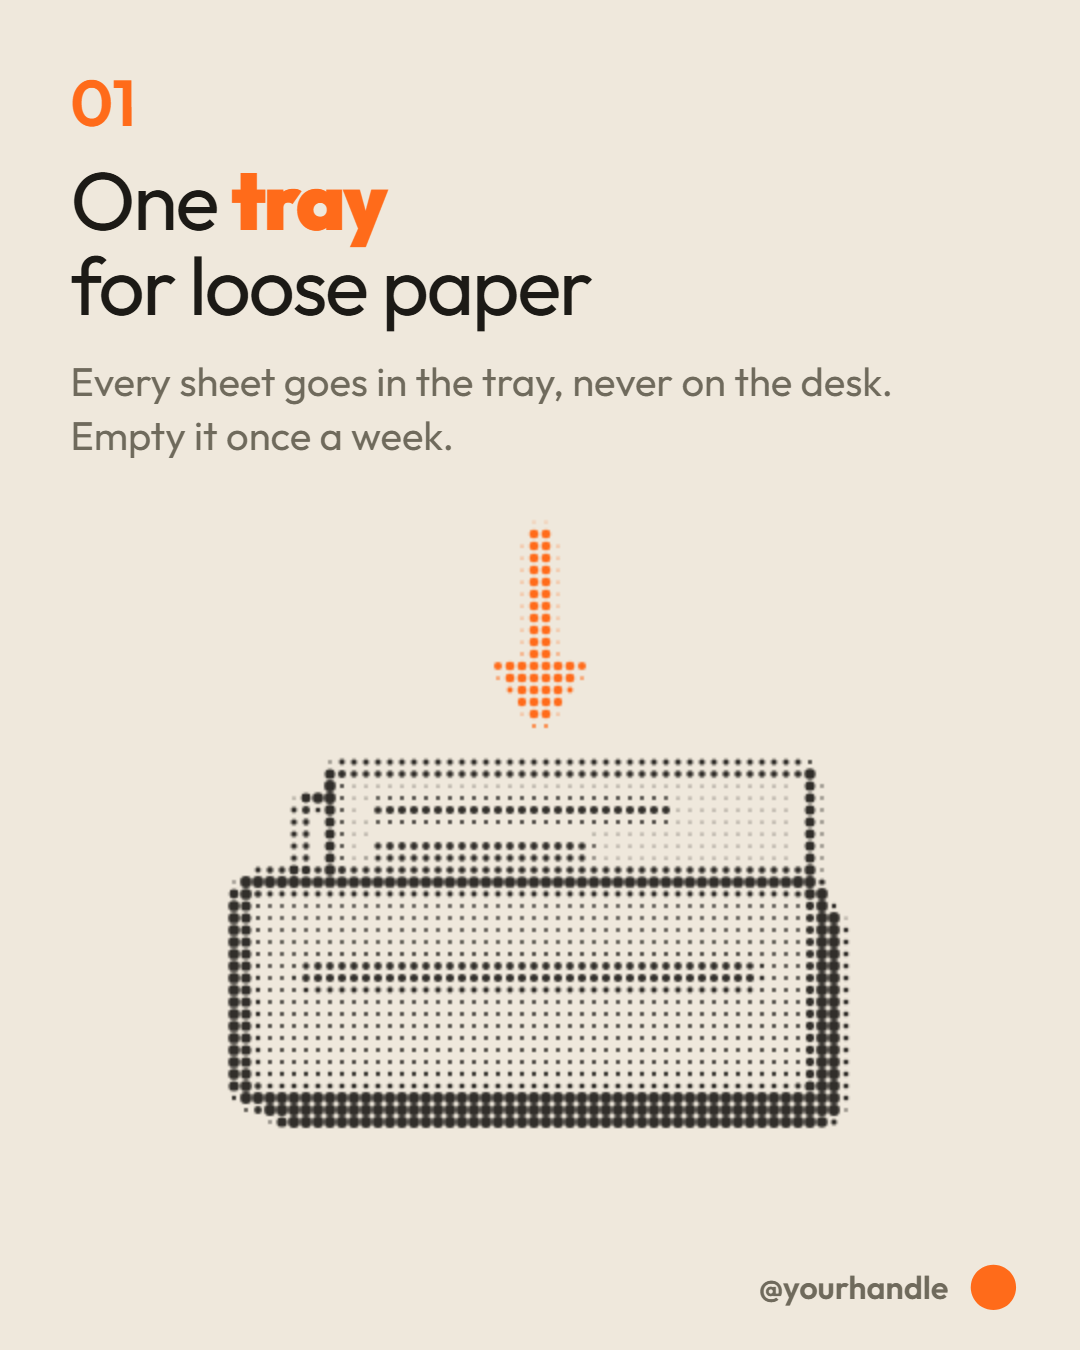 01
One tray
for loose paper
Every sheet goes in the tray, never on the desk.
Empty it once a week.
@yourhandle